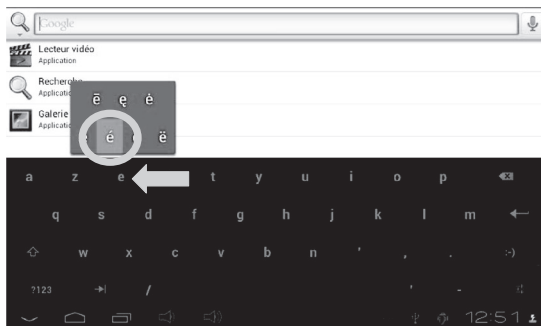 Google
Lecteur vidéo
Application
Recherche
Applicatio
Galerie
Applicatio
ē ę ė
é ë
a z e t y u i o p
q s d f g h j k l m
w x c v b n ' , . :-)
?123 / ' -
12:51